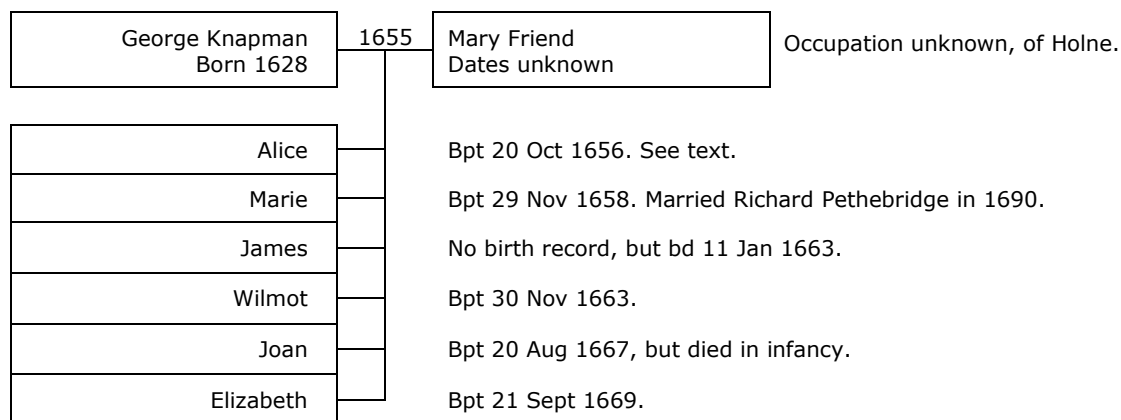 George Knapman 1655 Mary Friend
Born 1628 Dates unknown
Occupation unknown, of Holne.
Alice Bpt 20 Oct 1656. See text.
Marie Bpt 29 Nov 1658. Married Richard Pethebridge in 1690.
James No birth record, but bd 11 Jan 1663.
Wilmot Bpt 30 Nov 1663.
Joan Bpt 20 Aug 1667, but died in infancy.
Elizabeth Bpt 21 Sept 1669.